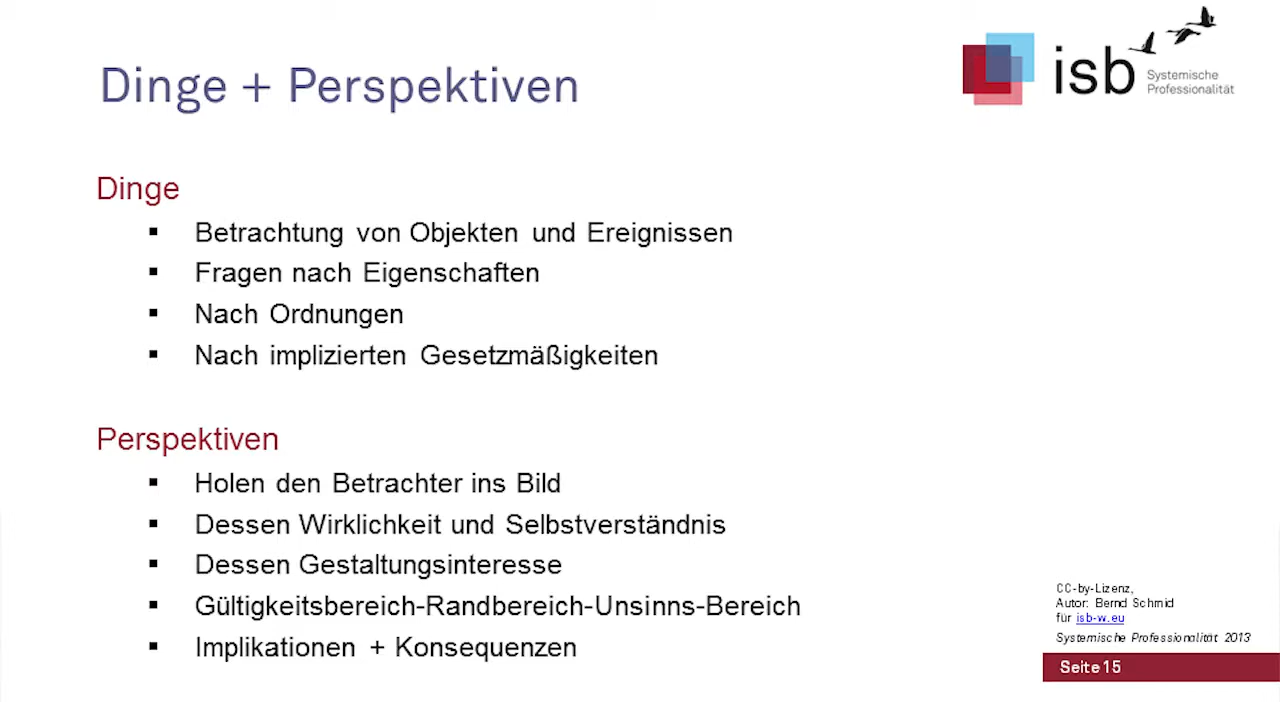 Dinge + Perspektiven
isb
Systemische
Professionalität
Dinge
▪ Betrachtung von Objekten und Ereignissen
▪ Fragen nach Eigenschaften
▪ Nach Ordnungen
▪ Nach implizierten Gesetzmäßigkeiten
Perspektiven
▪ Holen den Betrachter ins Bild
▪ Dessen Wirklichkeit und Selbstverständnis
▪ Dessen Gestaltungsinteresse
▪ Gültigkeitsbereich-Randbereich-Unsinns-Bereich
▪ Implikationen + Konsequenzen
CC-by-Lizenz,
Autor: Bernd Schmid
für isb-w.eu
Systemische Professionalität 2013
Seite 15